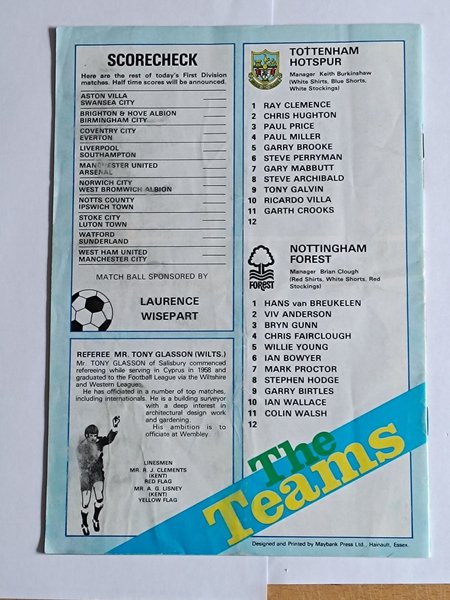 SCORECHECK
Here are the rest of today's First Division
matches. Half time scores will be announced.
ASTON VILLA
SWANSEA CITY
BRIGHTON & HOVE ALBION
BIRMINGHAM CITY
COVENTRY CITY
EVERTON
LIVERPOOL
SOUTHAMPTON
MANCHESTER UNITED
ARSENAL
NORWICH CITY
WEST BROMWICH ALBION
NOTTS COUNTY
IPSWICH TOWN
STOKE CITY
LUTON TOWN
WATFORD
SUNDERLAND
WEST HAM UNITED
MANCHESTER CITY
MATCH BALL SPONSORED BY
LAURENCE
WISEPART
REFEREE MR. TONY GLASSON (WILTS.)
Mr. TONY GLASSON of Salisbury commenced
refereeing while serving in Cyprus in 1958 and
graduated to the Football League via the Wiltshire
and Western Leagues.
He has officiated in a number of top matches,
including internationals. He is a building surveyor
with a deep interest in
architectural design work
and gardening.
His ambition is to
officiate at Wembley.
LINESMEN
MR. R. J. CLEMENTS
(KENT)
RED FLAG
MR. A. G. LISNEY
(KENT)
YELLOW FLAG
TOTTENHAM
HOTSPUR
Manager Keith Burkinshaw
(White Shirts, Blue Shorts,
White Stockings)
1 RAY CLEMENCE
2 CHRIS HUGHTON
3 PAUL PRICE
4 PAUL MILLER
5 GARRY BROOKE
6 STEVE PERRYMAN
7 GARY MABBUTT
8 STEVE ARCHIBALD
9 TONY GALVIN
10 RICARDO VILLA
11 GARTH CROOKS
12
FOREST
NOTTINGHAM
FOREST
Manager Brian Clough
(Red Shirts, White Shorts, Red
Stockings)
1 HANS van BREUKELEN
2 VIV ANDERSON
3 BRYN GUNN
4 CHRIS FAIRCLOUGH
5 WILLIE YOUNG
6 IAN BOWYER
7 MARK PROCTOR
8 STEPHEN HODGE
9 GARRY BIRTLES
10 IAN WALLACE
11 COLIN WALSH
12
The
Teams
Designed and Printed by Maybank Press Ltd., Hainault, Essex.